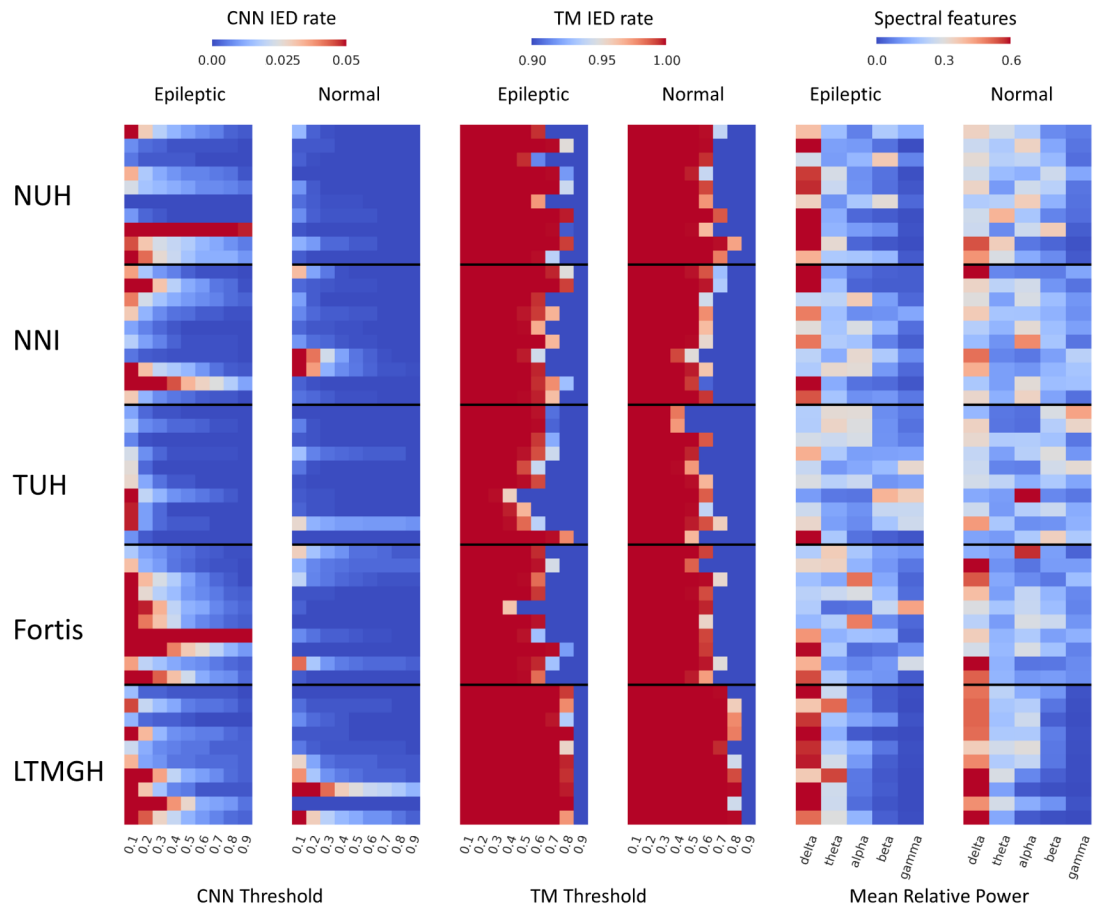 CNN IED rate TM IED rate Spectral features
0.00 0.025 0.05 0.90 0.95 1.00 0.0 0.3 0.6
Epileptic Normal Epileptic Normal Epileptic Normal
NUH
NNI
TUH
Fortis
LTMGH
0.1 0.2 0.3 0.4 0.5 0.6 0.7 0.8 0.9 0.1 0.2 0.3 0.4 0.5 0.6 0.7 0.8 0.9 0.1 0.2 0.3 0.4 0.5 0.6 0.7 0.8 0.9 0.1 0.2 0.3 0.4 0.5 0.6 0.7 0.8 0.9 delta theta alpha beta gamma delta theta alpha beta gamma
CNN Threshold TM Threshold Mean Relative Power